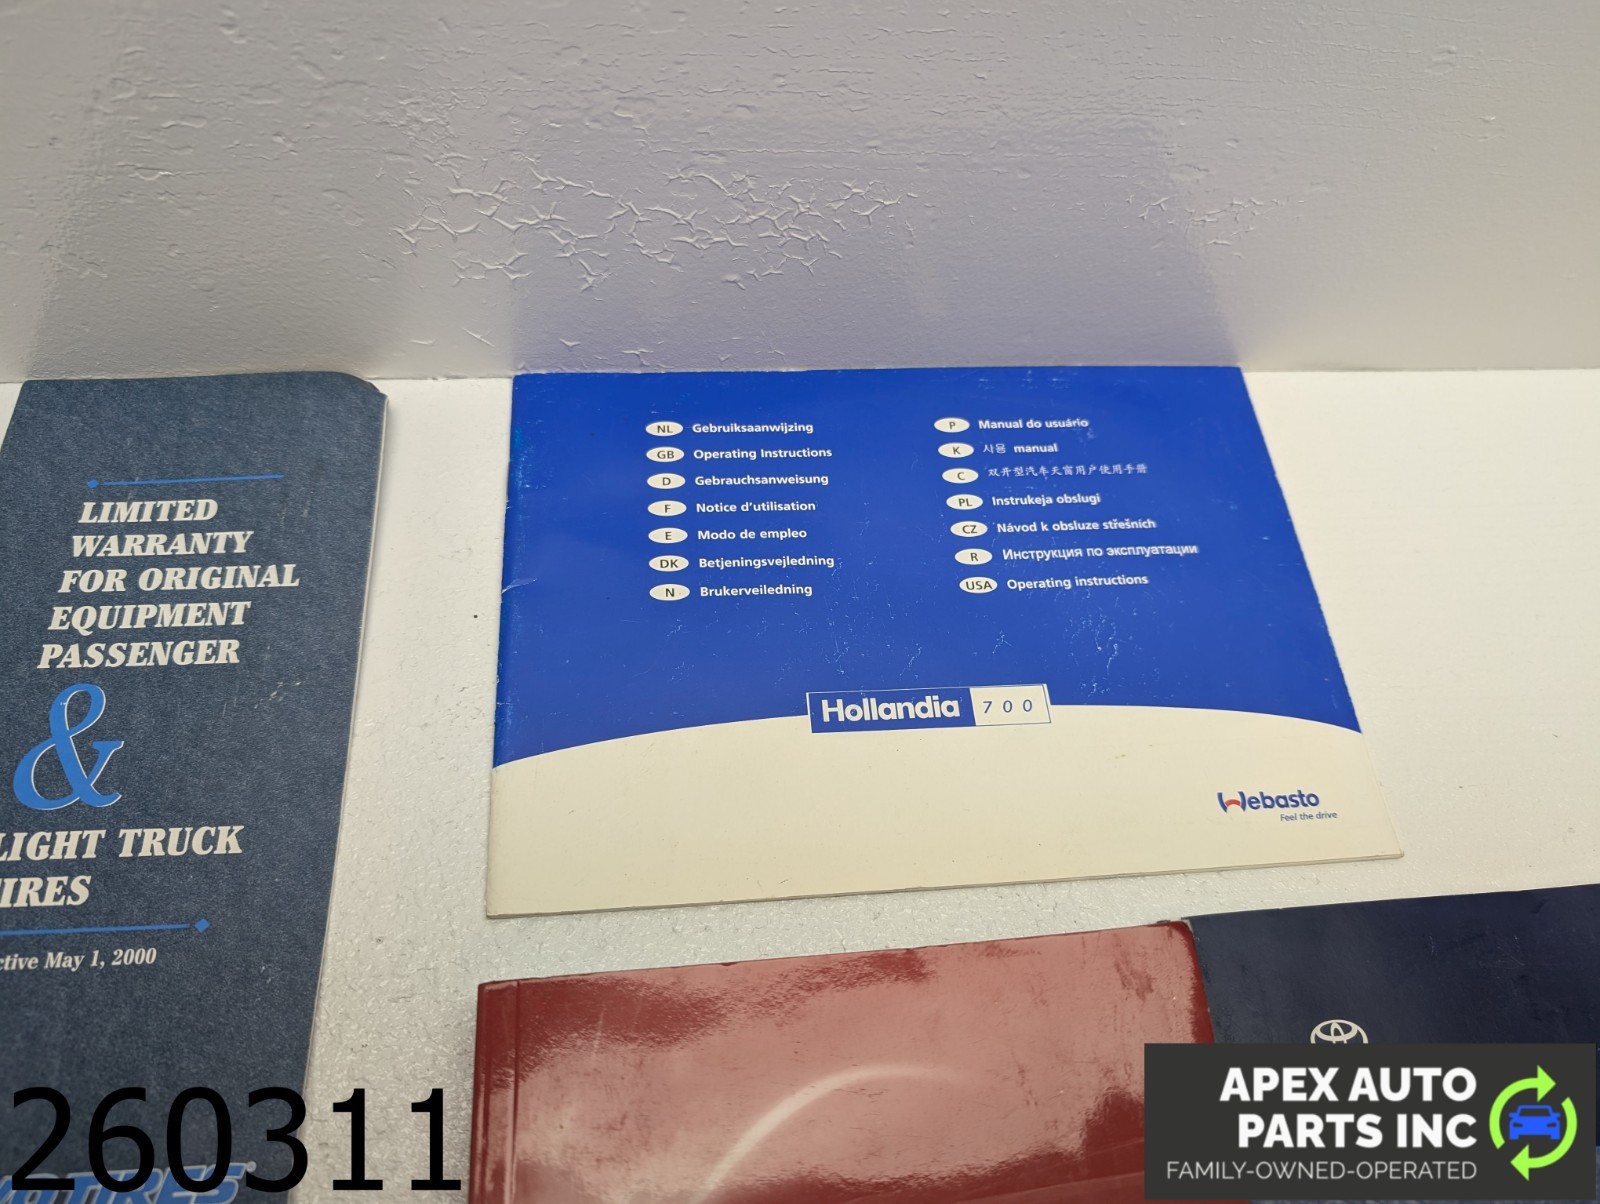 LIMITED
WARRANTY
FOR ORIGINAL
EQUIPMENT
PASSENGER
&
LIGHT TRUCK
TIRES
May 1, 2000
TIRES
NL Gebruiksaanwijzing
GB Operating Instructions
D Gebrauchsanweisung
F Notice d'utilisation
E Modo de empleo
DK Betjeningsvejledning
N Brukerveiledning
P Manual do usuário
K 사용 manual
C 双开型汽车天窗用户使用手册
PL Instrukeja obslugi
CZ Návod k obsluze střešních
R Инструкция по эксплуатации
USA Operating instructions
Hollandia 700
Webasto
Feel the drive
260311
APEX AUTO
PARTS INC
FAMILY-OWNED-OPERATED